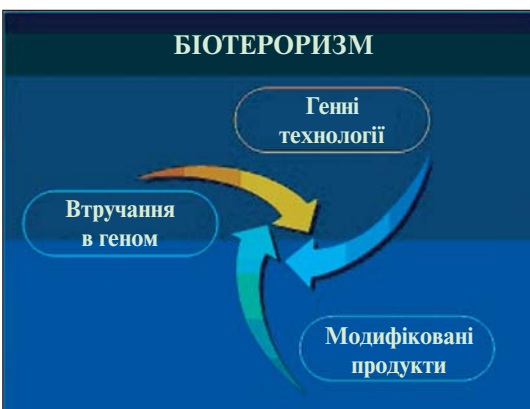 БІОТЕРОРИЗМ
Генні
технології
Втручання
в геном
Модифіковані
продукти